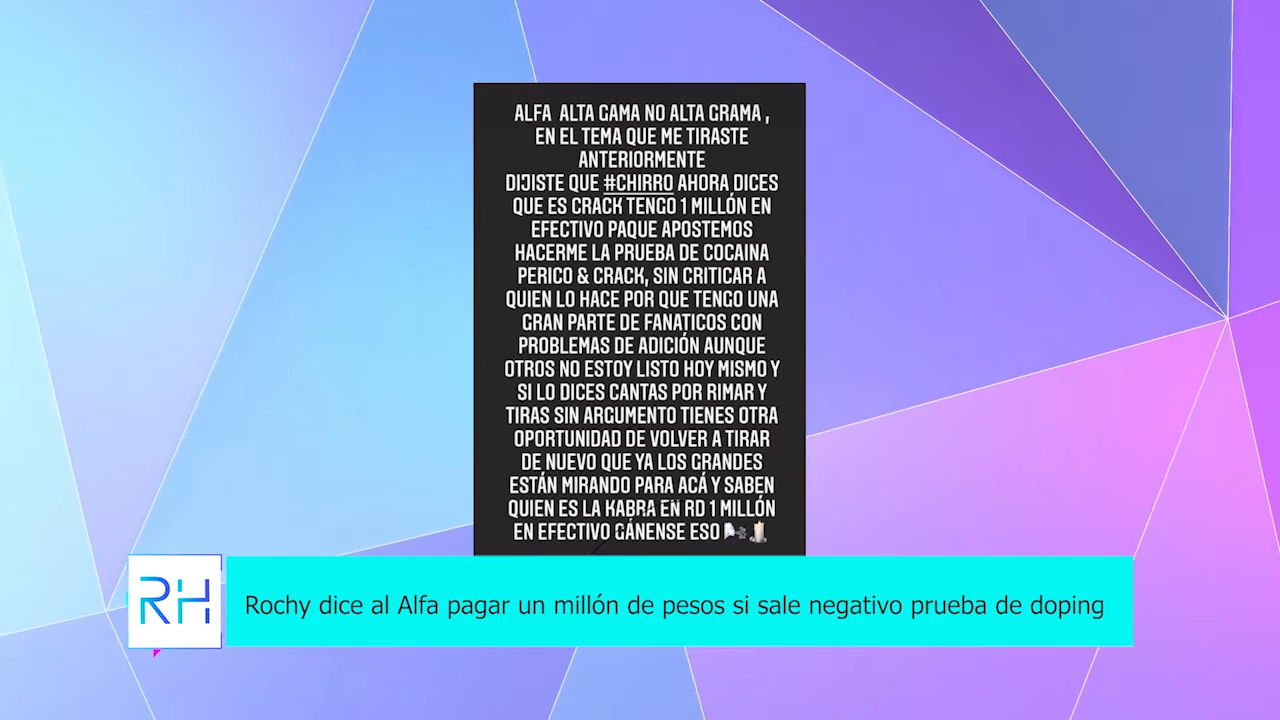 ALFA ALTA GAMA NO ALTA GRAMA ,
EN EL TEMA QUE ME TIRASTE
ANTERIORMENTE
DIJISTE QUE #CHIRRO AHORA DICES
QUE ES CRACK TENGO 1 MILLÓN EN
EFECTIVO PAQUE APOSTEMOS
HACERME LA PRUEBA DE COCAINA
PERICO & CRACK, SIN CRITICAR A
QUIEN LO HACE POR QUE TENGO UNA
GRAN PARTE DE FANATICOS CON
PROBLEMAS DE ADICIÓN AUNQUE
OTROS NO ESTOY LISTO HOY MISMO Y
SI LO DICES CANTAS POR RIMAR Y
TIRAS SIN ARGUMENTO TIENES OTRA
OPORTUNIDAD DE VOLVER A TIRAR
DE NUEVO QUE YA LOS GRANDES
ESTÁN MIRANDO PARA ACÁ Y SABEN
QUIEN ES LA KABRA EN RD 1 MILLÓN
EN EFECTIVO GÁNENSE ESO
RH
Rochy dice al Alfa pagar un millón de pesos si sale negativo prueba de doping